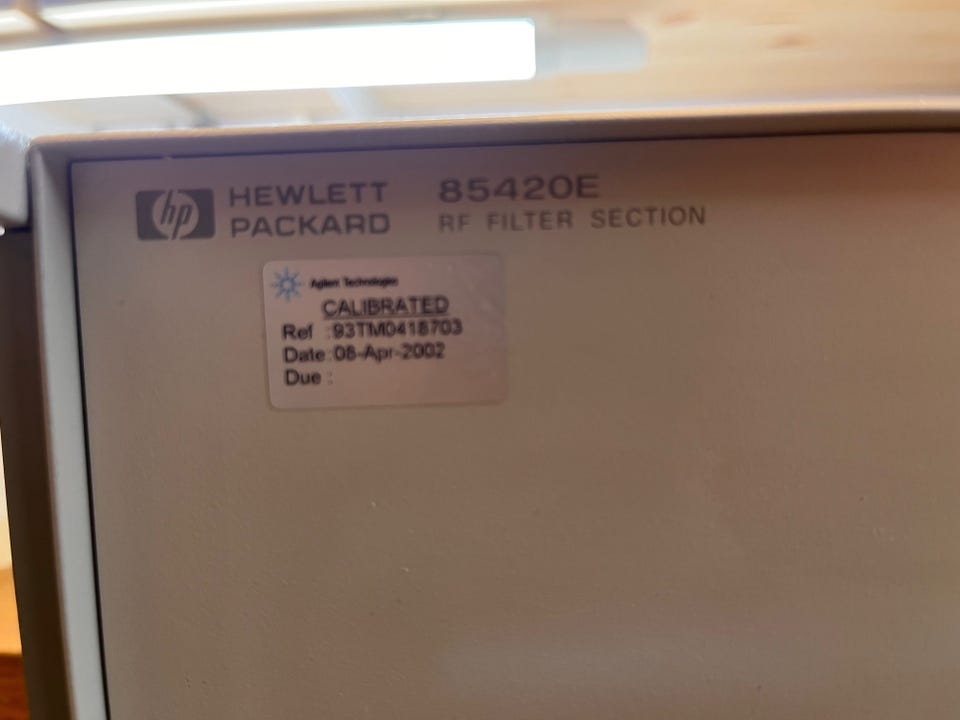 hp HEWLETT PACKARD
85420E
RF FILTER SECTION
Agilent Technologies
CALIBRATED
Ref :93TM0418703
Date:08-Apr-2002
Due :